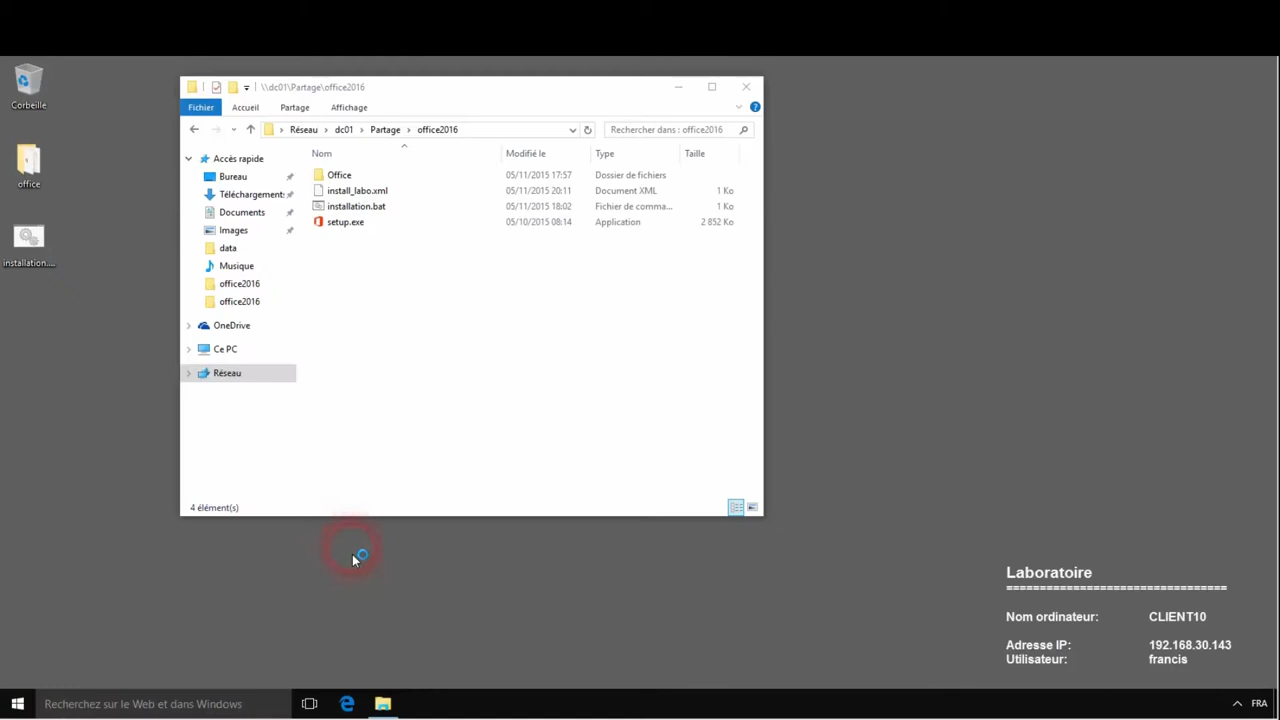 Corbeille
office
installation....
\\dc01\Partage\office2016
Fichier Accueil Partage Affichage
Réseau dc01 Partage office2016 Rechercher dans : office2016
Nom Modifié le Type Taille
Office 05/11/2015 17:57 Dossier de fichiers
install_labo.xml 05/11/2015 20:11 Document XML 1 Ko
installation.bat 05/11/2015 18:02 Fichier de comma... 1 Ko
setup.exe 05/10/2015 08:14 Application 2 852 Ko
Accès rapide
Bureau
Téléchargements
Documents
Images
data
Musique
office2016
office2016
OneDrive
Ce PC
Réseau
4 élément(s)
Laboratoire
=================================
Nom ordinateur: CLIENT10
Adresse IP: 192.168.30.143
Utilisateur: francis
Recherchez sur le Web et dans Windows
FRA